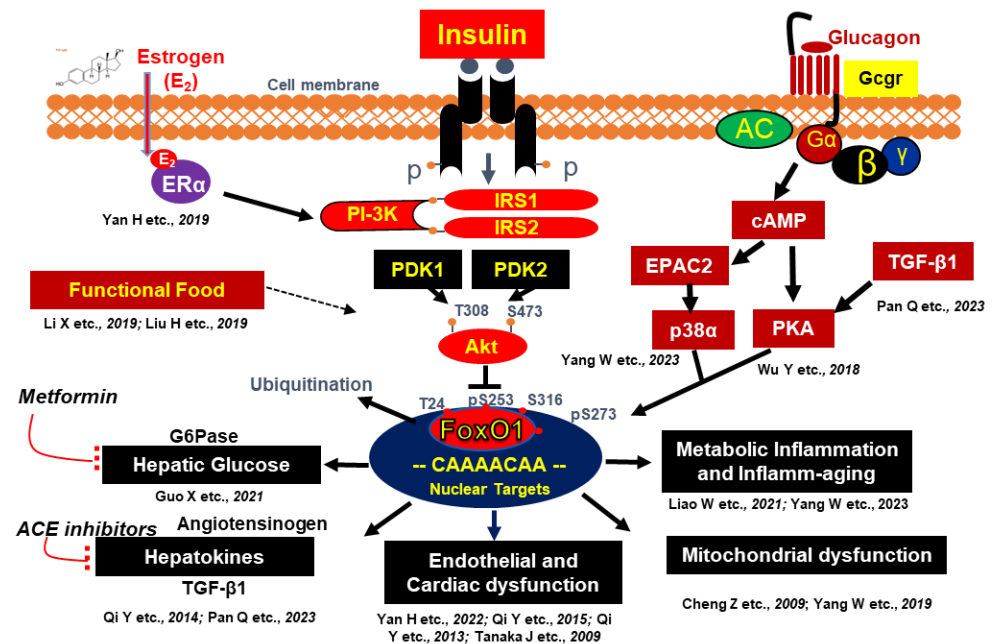 Insulin
Estrogen
(E₂)
Cell membrane
Glucagon
Gcgr
AC
Gα
β
γ
E₂
ERα
Yan H etc., 2019
p
p
PI-3K
IRS1
IRS2
cAMP
EPAC2
TGF-β1
Pan Q etc., 2023
PDK1
PDK2
Functional Food
Li X etc., 2019; Liu H etc., 2019
T308
S473
p38α
PKA
Akt
Yang W etc., 2023
Wu Y etc., 2018
Ubiquitination
T24
pS253
S316
pS273
FoxO1
-- CAAAACAA --
Nuclear Targets
Metformin
G6Pase
Hepatic Glucose
Guo X etc., 2021
Metabolic Inflammation
and Inflamm-aging
Liao W etc., 2021; Yang W etc., 2023
ACE inhibitors
Angiotensinogen
Hepatokines
TGF-β1
Qi Y etc., 2014; Pan Q etc., 2023
Endothelial and
Cardiac dysfunction
Yan H etc., 2022; Qi Y etc., 2015; Qi
Y etc., 2013; Tanaka J etc., 2009
Mitochondrial dysfunction
Cheng Z etc., 2009; Yang W etc., 2019